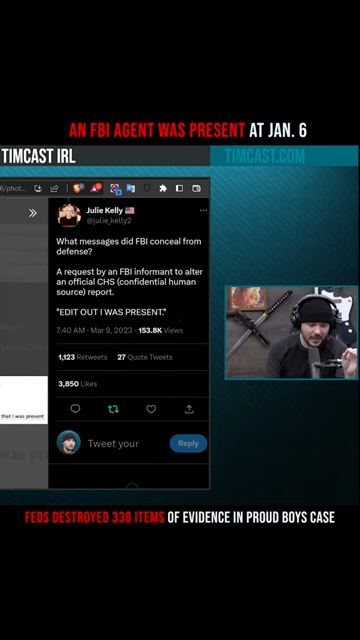 AN FBI AGENT WAS PRESENT AT JAN. 6
TIMCAST IRL
TIMCAST.COM
6/phot...
Julie Kelly
@julie_kelly2
What messages did FBI conceal from
defense?
A request by an FBI informant to alter
an official CHS (confidential human
source) report.
"EDIT OUT I WAS PRESENT."
7:40 AM · Mar 9, 2023 · 153.8K Views
1,123 Retweets 27 Quote Tweets
3,850 Likes
that I was present
Tweet your
Reply
FEDS DESTROYED 338 ITEMS OF EVIDENCE IN PROUD BOYS CASE